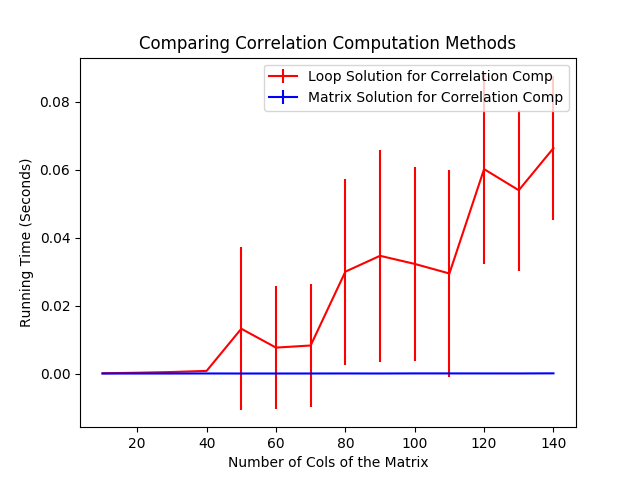 Comparing Correlation Computation Methods
Loop Solution for Correlation Comp
Matrix Solution for Correlation Comp
0.08
0.06
0.04
0.02
0.00
Running Time (Seconds)
20 40 60 80 100 120 140
Number of Cols of the Matrix